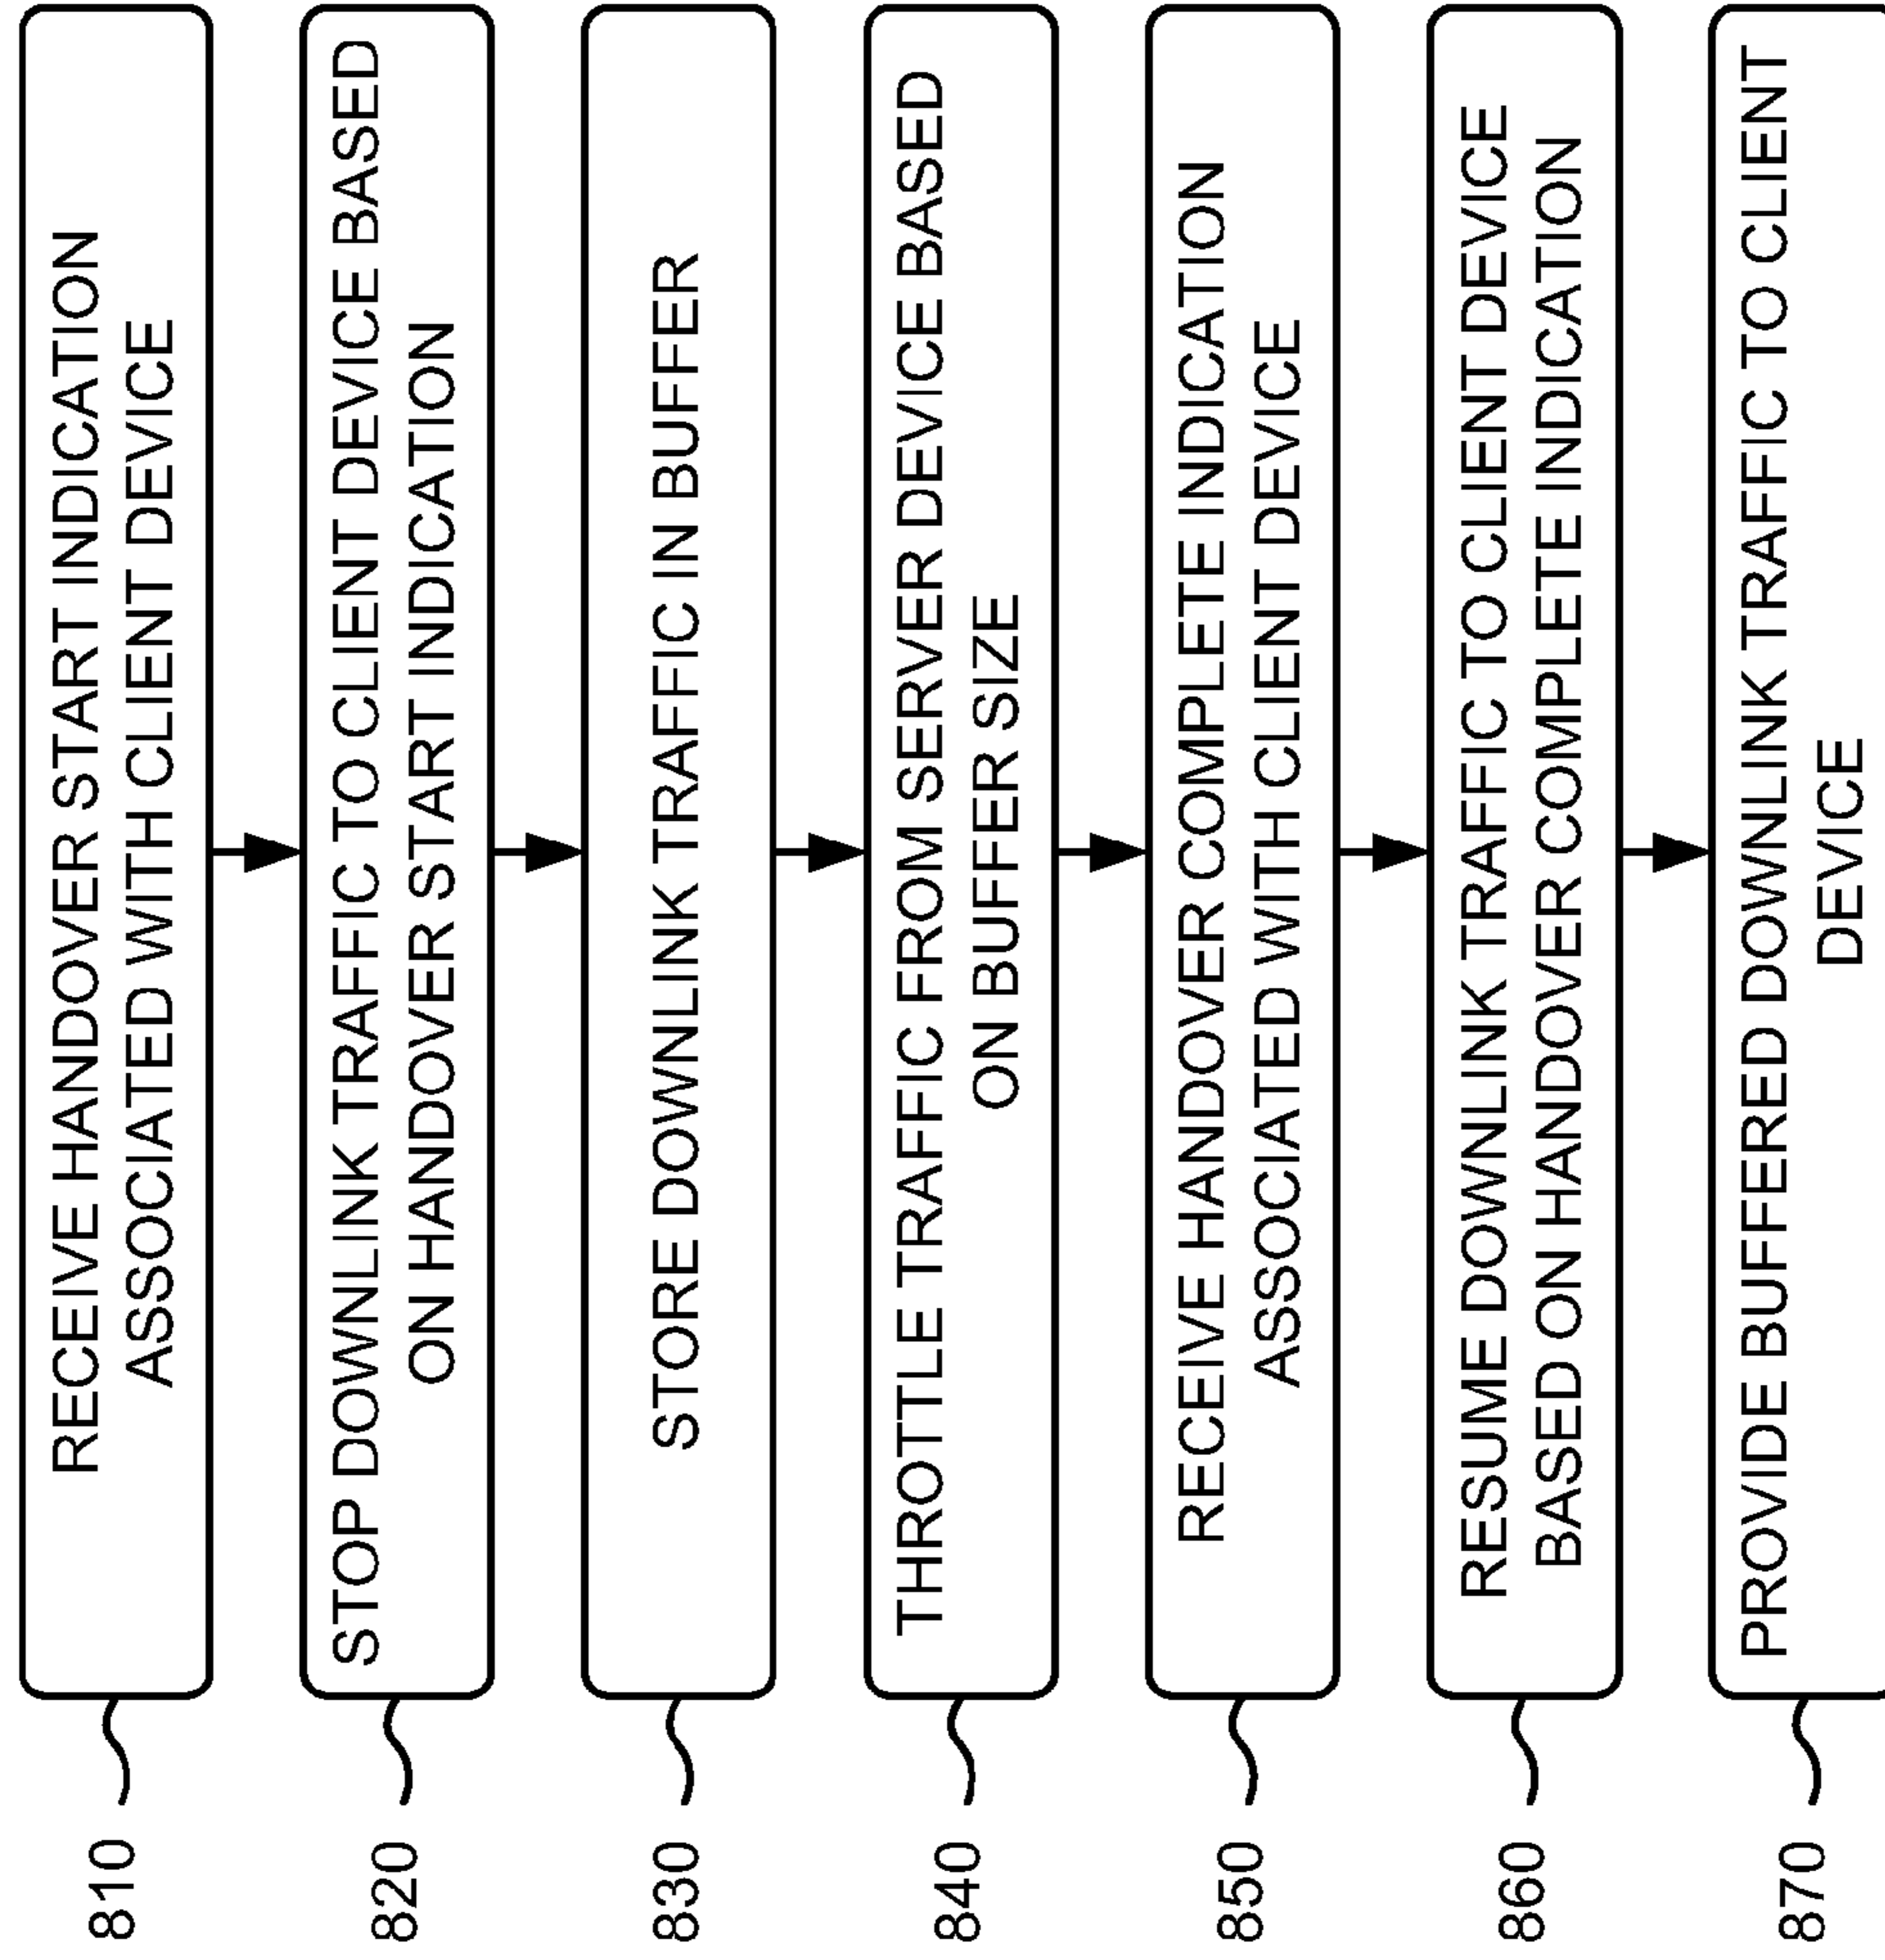 810
RECEIVE HANDOVER START INDICATION
ASSOCIATED WITH CLIENT DEVICE
820
STOP DOWNLINK TRAFFIC TO CLIENT DEVICE BASED
ON HANDOVER START INDICATION
830
STORE DOWNLINK TRAFFIC IN BUFFER
840
THROTTLE TRAFFIC FROM SERVER DEVICE BASED
ON BUFFER SIZE
850
RECEIVE HANDOVER COMPLETE INDICATION
ASSOCIATED WITH CLIENT DEVICE
860
RESUME DOWNLINK TRAFFIC TO CLIENT DEVICE
BASED ON HANDOVER COMPLETE INDICATION
870
PROVIDE BUFFERED DOWNLINK TRAFFIC TO CLIENT
DEVICE